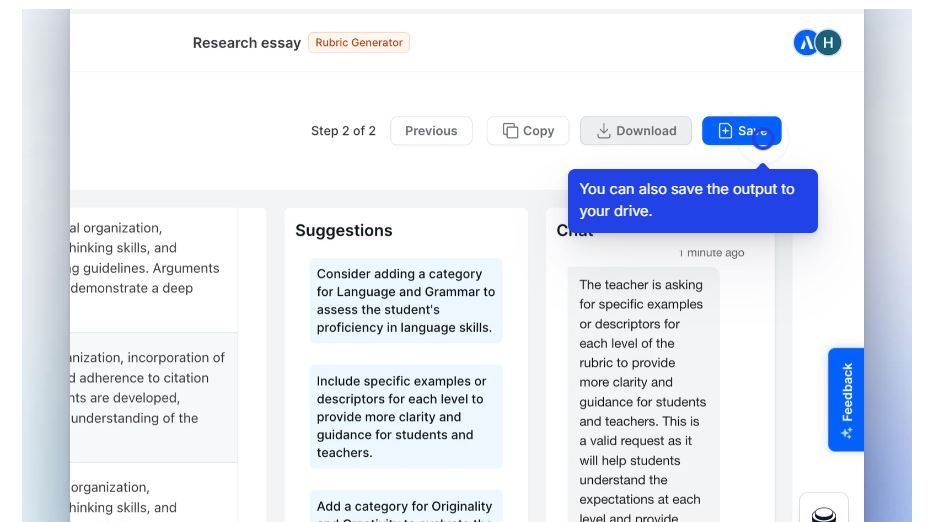 Research essay Rubric Generator
H
Step 2 of 2 Previous Copy Download Save
You can also save the output to
your drive.
al organization,
hinking skills, and
ng guidelines. Arguments
demonstrate a deep
anization, incorporation of
d adherence to citation
nts are developed,
understanding of the
organization,
hinking skills, and
Suggestions
Consider adding a category
for Language and Grammar to
assess the student's
proficiency in language skills.
Include specific examples or
descriptors for each level to
provide more clarity and
guidance for students and
teachers.
Add a category for Originality
Chat
1 minute ago
The teacher is asking
for specific examples
or descriptors for
each level of the
rubric to provide
more clarity and
guidance for students
and teachers. This is
a valid request as it
will help students
understand the
expectations at each
level and provide
Feedback